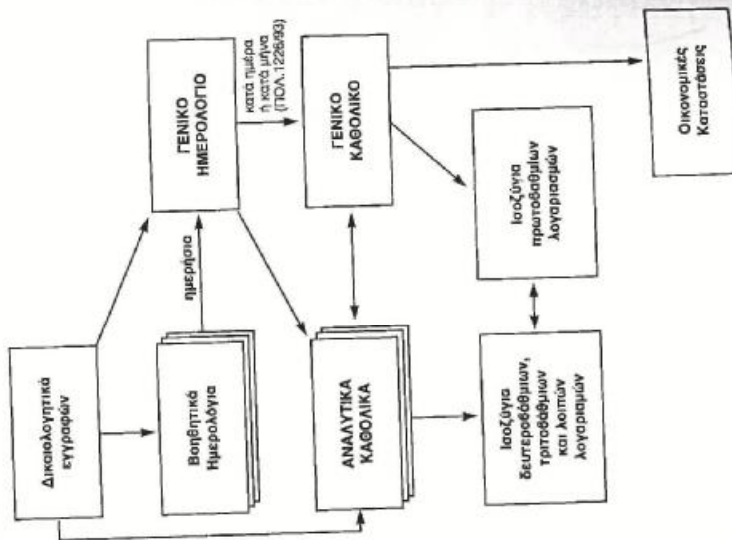 Δικαιολογητικά
εγγραφών
Βοηθητικά
Ημερολόγια
ημερήσια
ΓΕΝΙΚΟ
ΗΜΕΡΟΛΟΓΙΟ
κατά ημέρα
ή κατά μήνα
(ΠΟΛ.1226/93)
ΑΝΑΛΥΤΙΚΑ
ΚΑΘΟΛΙΚΑ
ΓΕΝΙΚΟ
ΚΑΘΟΛΙΚΟ
Ισοζύγια
δευτεροβάθμιων,
τριτοβάθμιων
και λοιπών
λογαριασμών
Ισοζύγια
πρωτοβαθμίων
λογαριασμών
Οικονομικές
Καταστάσεις